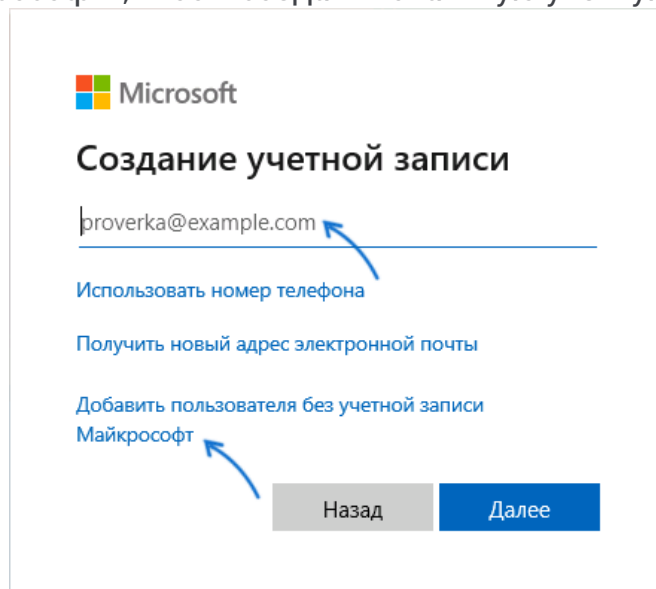 Microsoft
Создание учетной записи
proverka@example.com
Использовать номер телефона
Получить новый адрес электронной почты
Добавить пользователя без учетной записи
Майкрософт
Назад
Далее